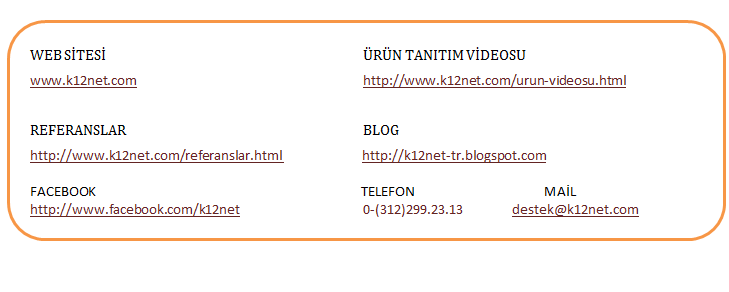 WEB SİTESİ ÜRÜN TANITIM VİDEOSU
www.k12net.com http://www.k12net.com/urun-videosu.html
REFERANSLAR BLOG
http://www.k12net.com/referanslar.html http://k12net-tr.blogspot.com
FACEBOOK TELEFON MAİL
http://www.facebook.com/k12net 0-(312)299.23.13 destek@k12net.com